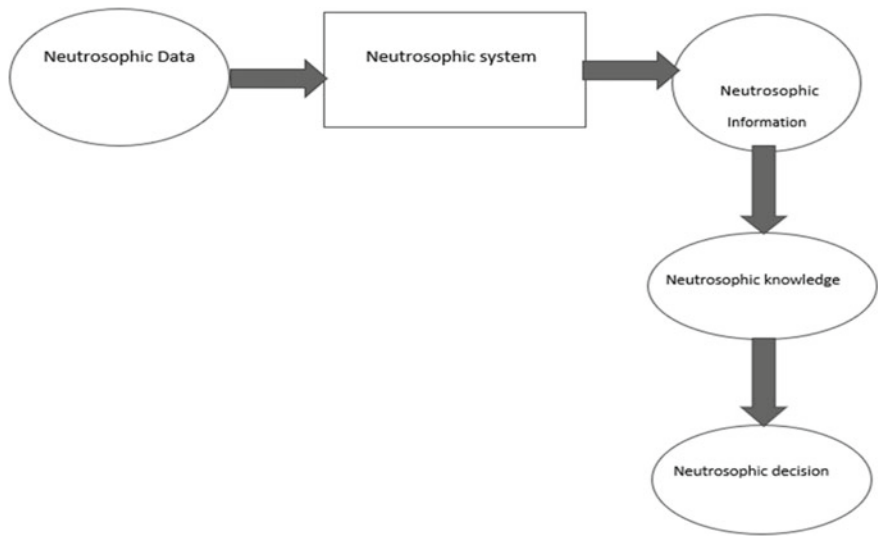 Neutrosophic Data
Neutrosophic system
Neutrosophic
Information
Neutrosophic knowledge
Neutrosophic decision